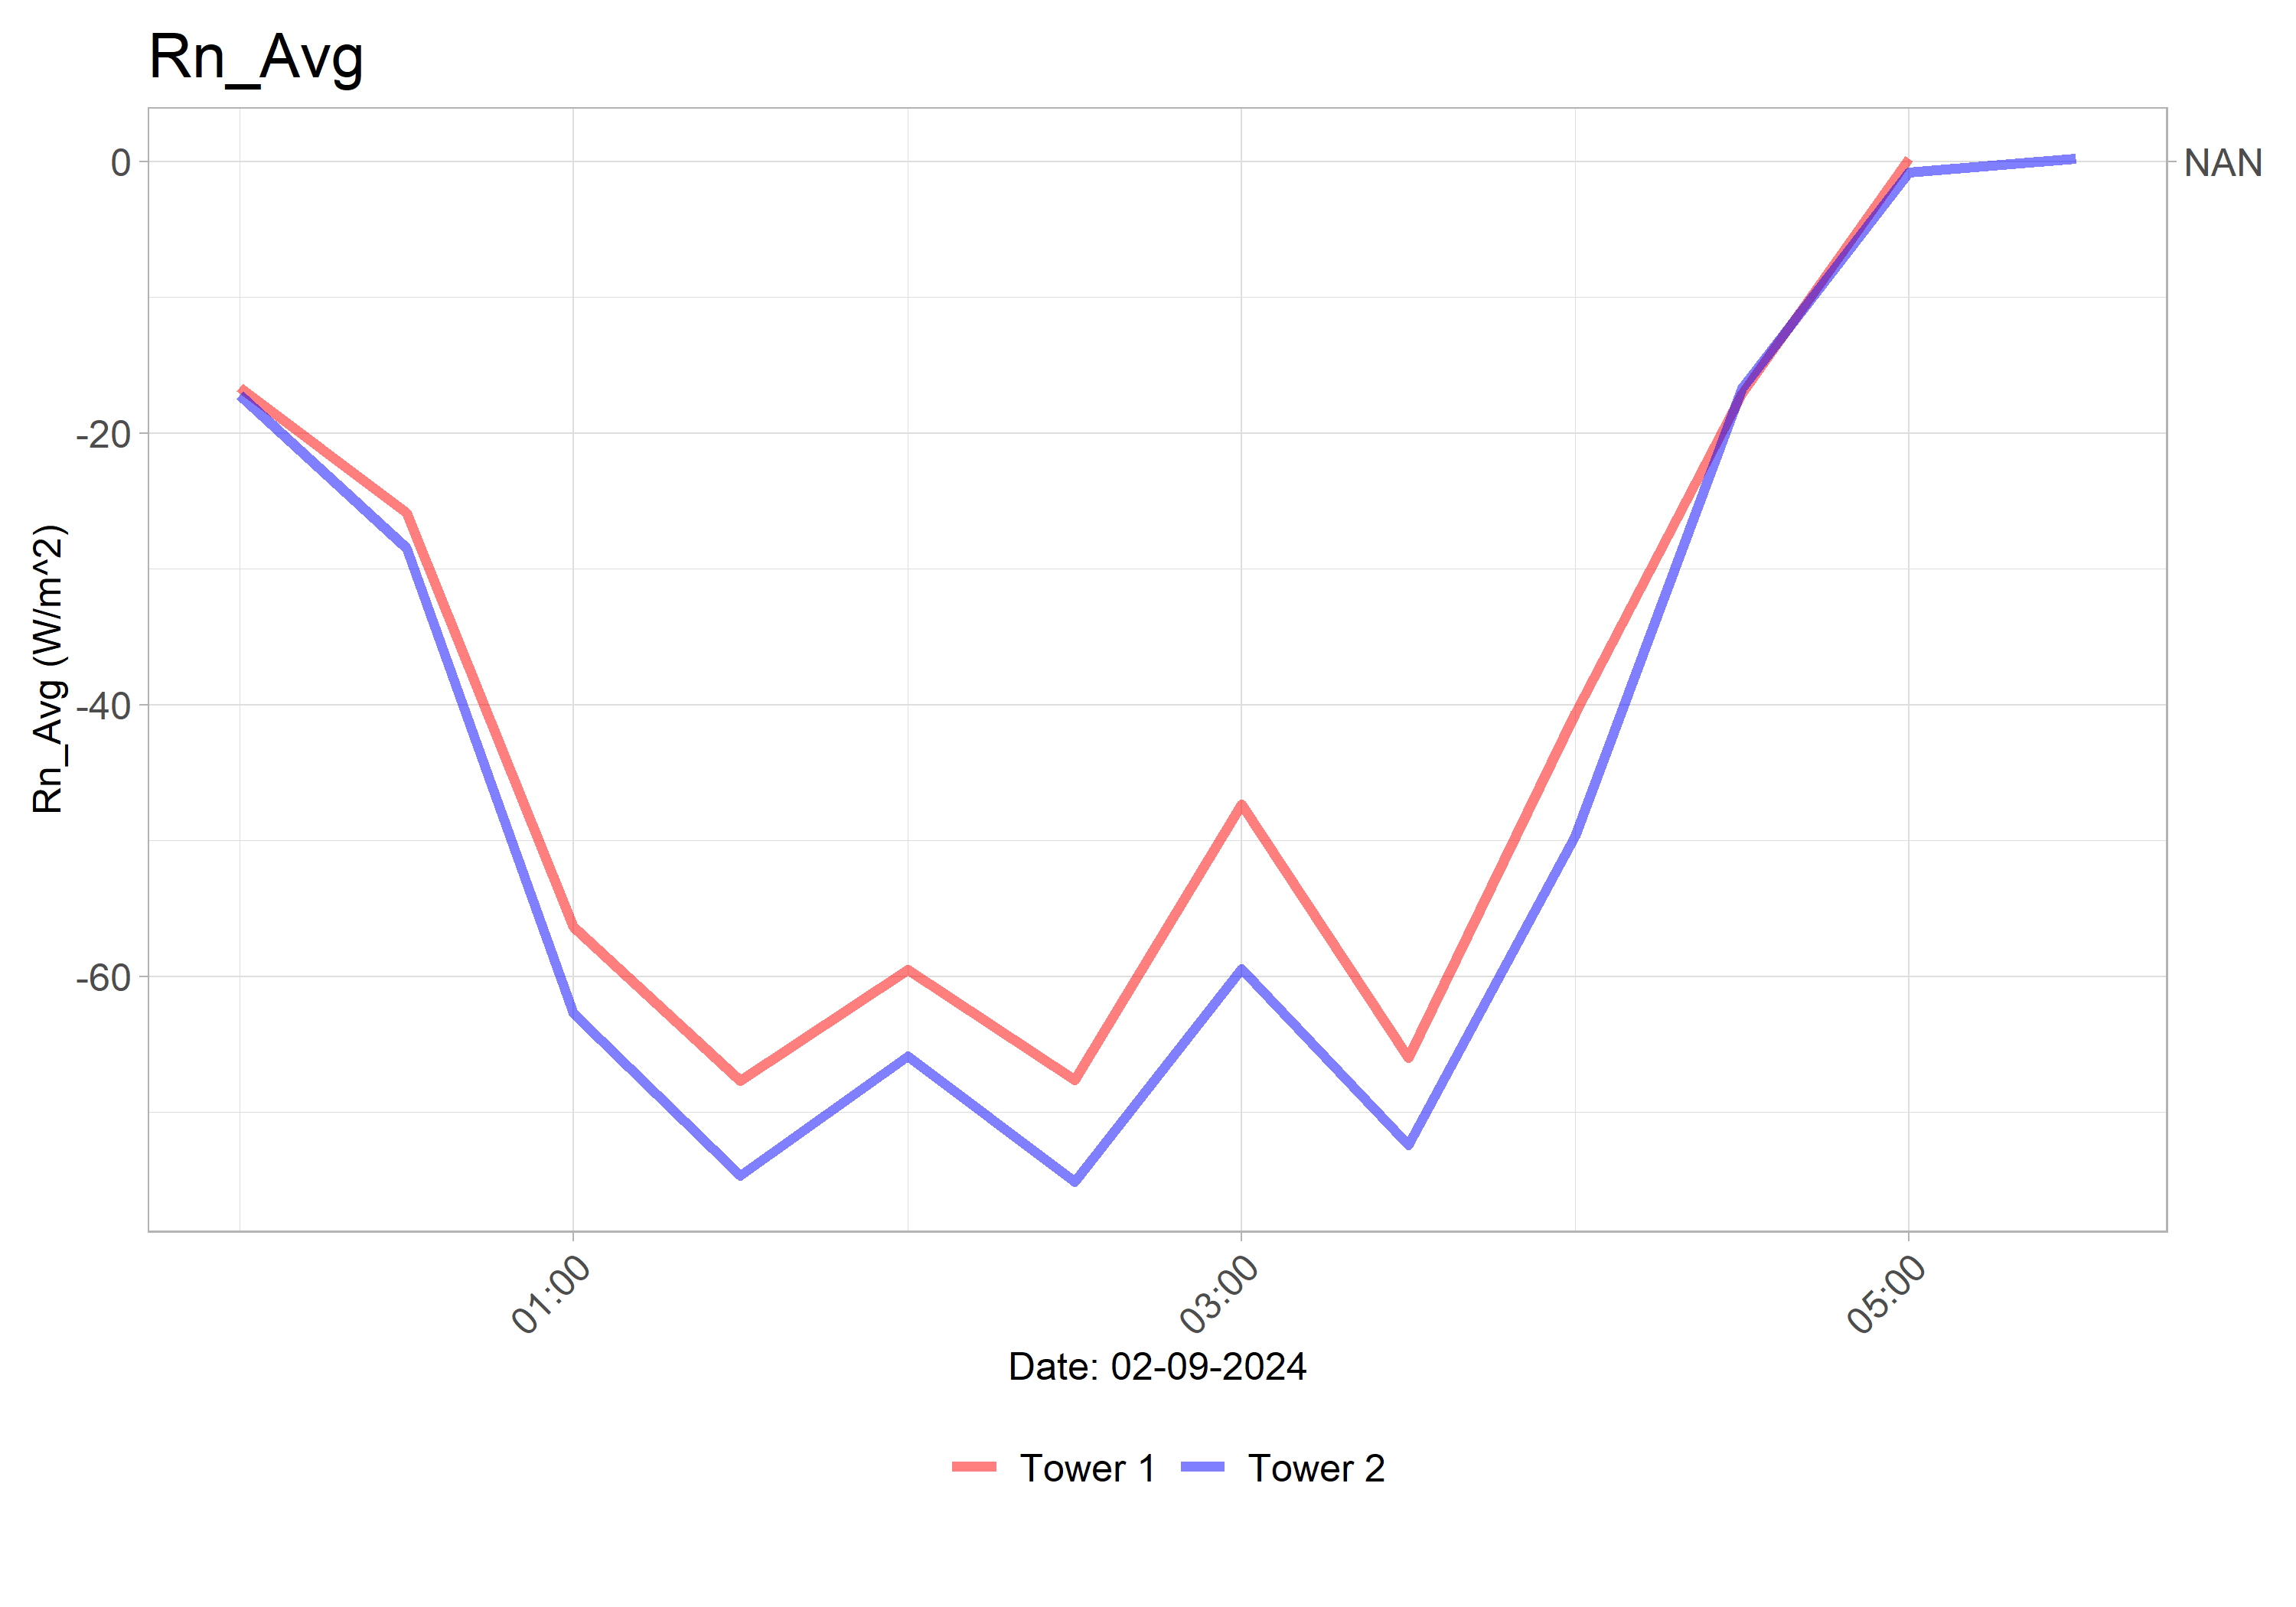 Rn_Avg
0
-20
-40
-60
NAN
Rn_Avg (W/m^2)
01:00
03:00
05:00
Date: 02-09-2024
Tower 1
Tower 2